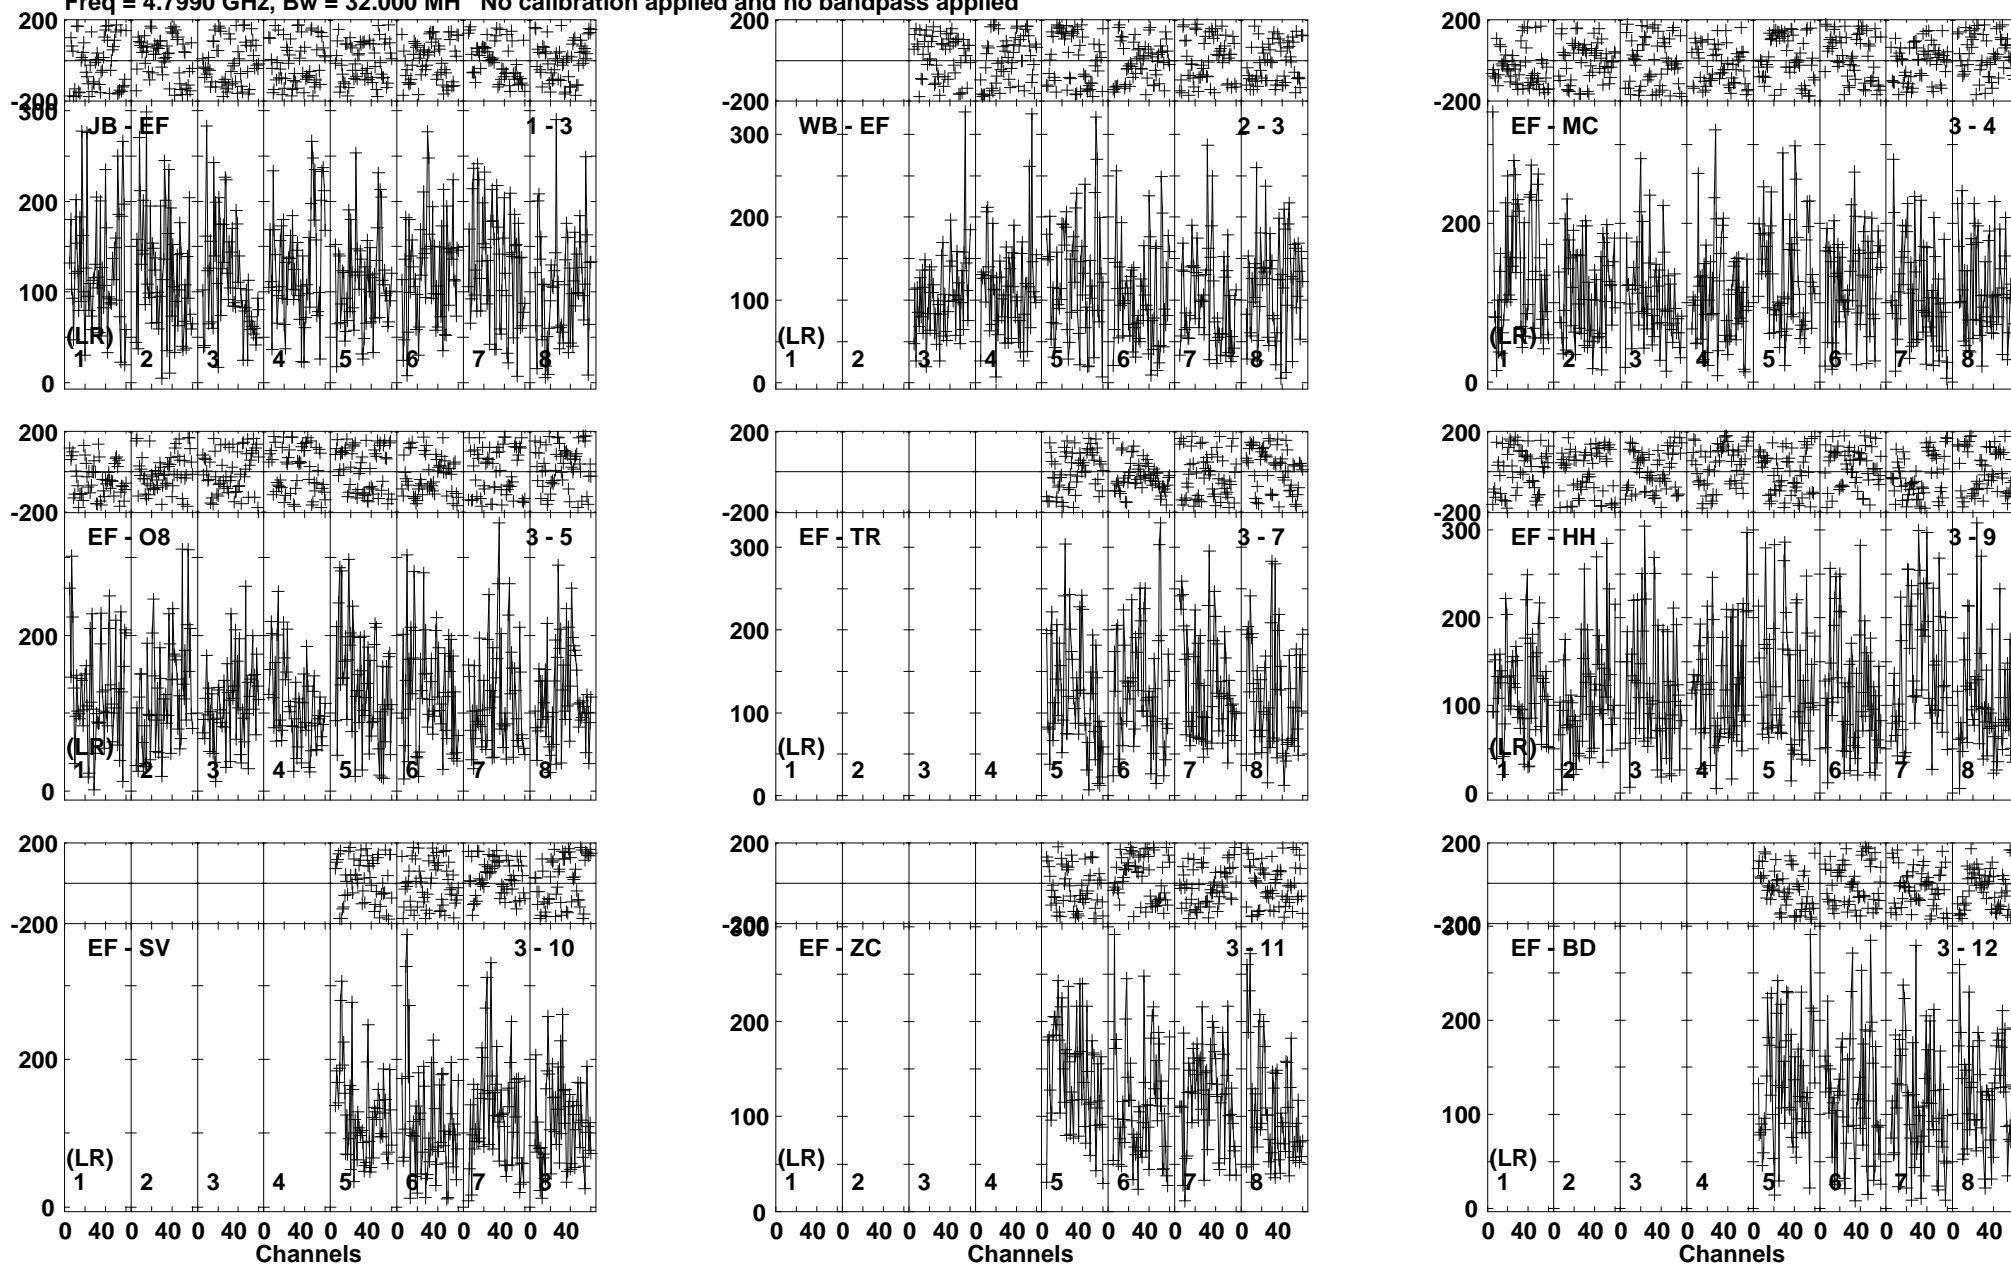 Freq = 4.7990 GHz, Bw = 32.000 MH No calibration applied and no bandpass applied
200 200 200
-200 -200 -200
300 JB - EF 1 - 3 300 WB - EF 2 - 3 EF - MC 3 - 4
200 200 200
100 100
(LR) (LR) (LR)
1 2 3 4 5 6 7 8 1 2 3 4 5 6 7 8 1 2 3 4 5 6 7 8
0 0 0
200 200 200
-200 -200 -200
EF - O8 3 - 5 300 EF - TR 3 - 7 300 EF - HH 3 - 9
200 200 200
100 100
(LR) (LR) (LR)
1 2 3 4 5 6 7 8 1 2 3 4 5 6 7 8 1 2 3 4 5 6 7 8
0 0 0
200 200 200
-200 -200 -200
EF - SV 3 - 10 300 EF - ZC 3 - 11 300 EF - BD 3 - 12
200 200 200
100 100
(LR) (LR) (LR)
1 2 3 4 5 6 7 8 1 2 3 4 5 6 7 8 1 2 3 4 5 6 7 8
0 0 0
0 40 0 40 0 40 0 40 0 40 0 40 0 40 0 40 0 40 0 40 0 40 0 40 0 40 0 40 0 40 0 40 0 40 0 40 0 40 0 40 0 40 0 40 0 40 0 40
Channels Channels Channels